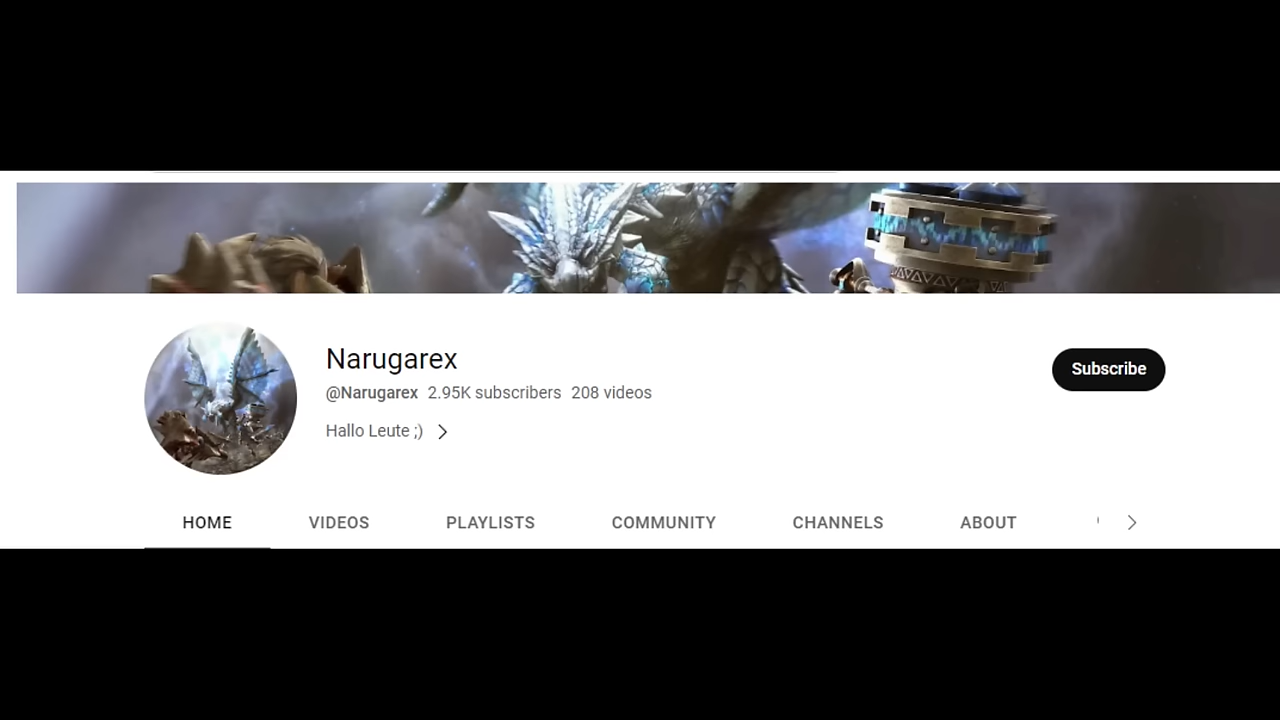 Narugarex
@Narugarex 2.95K subscribers 208 videos
Subscribe
Hallo Leute ;)
HOME VIDEOS PLAYLISTS COMMUNITY CHANNELS ABOUT